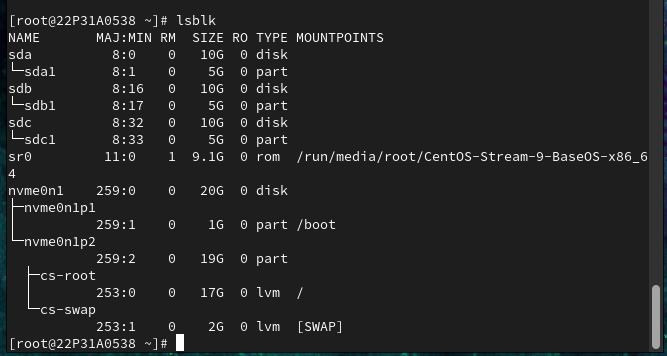 [root@22P31A0538 ~]# lsblk
NAME        MAJ:MIN RM  SIZE RO TYPE MOUNTPOINTS
sda           8:0    0   10G  0 disk
└─sda1        8:1    0    5G  0 part
sdb           8:16   0   10G  0 disk
└─sdb1        8:17   0    5G  0 part
sdc           8:32   0   10G  0 disk
└─sdc1        8:33   0    5G  0 part
sr0          11:0    1  9.1G  0 rom  /run/media/root/CentOS-Stream-9-BaseOS-x86_6
4
nvme0n1     259:0    0   20G  0 disk
├─nvme0n1p1
│           259:1    0    1G  0 part /boot
└─nvme0n1p2
            259:2    0   19G  0 part
  ├─cs-root
  │         253:0    0   17G  0 lvm  /
  └─cs-swap
            253:1    0    2G  0 lvm  [SWAP]
[root@22P31A0538 ~]#